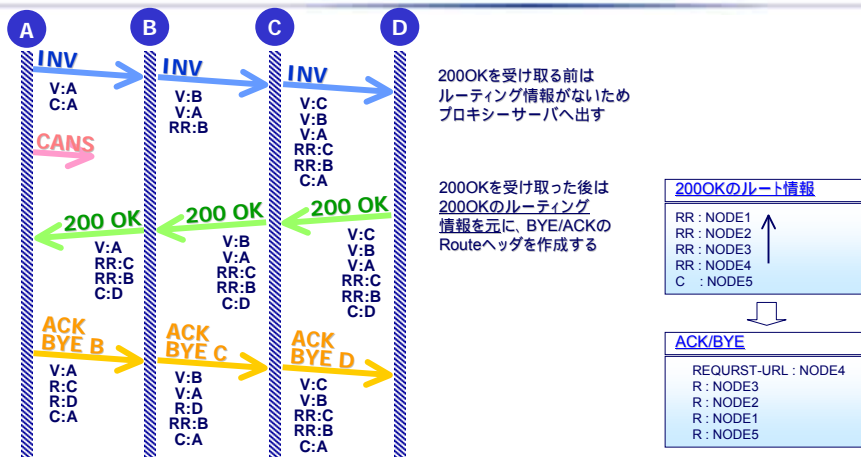 A
B
C
D
INV
V:A
C:A
INV
V:B
V:A
RR:B
INV
V:C
V:B
V:A
RR:C
RR:B
C:A
CANS
200 OK
V:A
RR:C
RR:B
C:D
200 OK
V:B
V:A
RR:C
RR:B
C:D
200 OK
V:C
V:B
V:A
RR:C
RR:B
C:D
ACK
BYE B
V:A
R:C
R:D
C:A
ACK
BYE C
V:B
V:A
R:D
RR:B
C:A
ACK
BYE D
V:C
V:B
RR:C
RR:B
C:A
200OKを受け取る前は
ルーティング情報がないため
プロキシーサーバへ出す
200OKを受け取った後は
200OKのルーティング
情報を元に、BYE/ACKの
Routeヘッダを作成する
200OKのルート情報
RR : NODE1
RR : NODE2
RR : NODE3
RR : NODE4
C : NODE5
ACK/BYE
REQURST-URL : NODE4
R : NODE3
R : NODE2
R : NODE1
R : NODE5